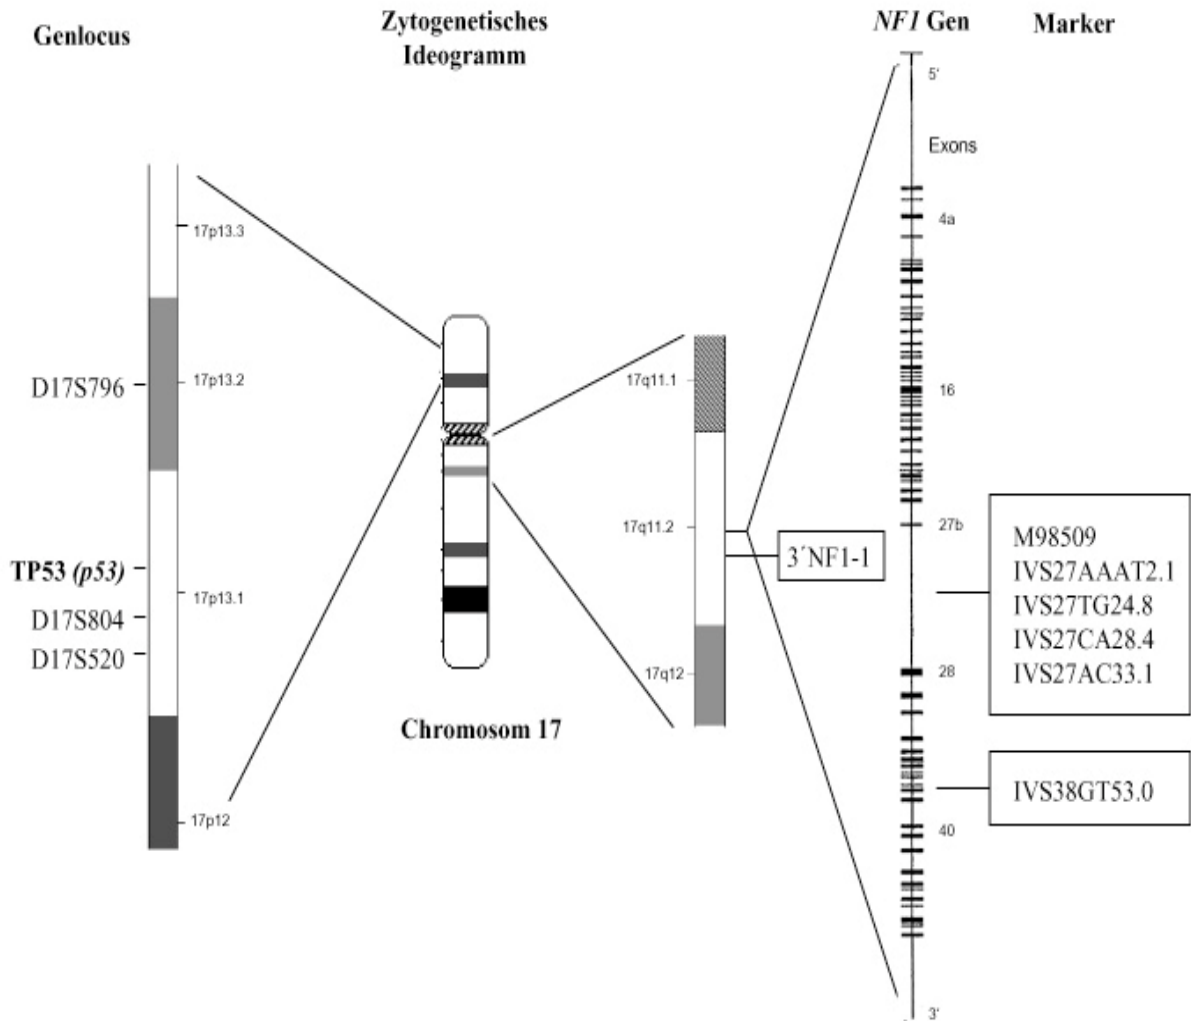 Genlocus
Zytogenetisches
Ideogramm
NF1 Gen
Marker
17p13.3
D17S796
17p13.2
TP53 (p53)
17p13.1
D17S804
D17S520
17p12
Chromosom 17
17q11.1
17q11.2
3´NF1-1
17q12
5'
Exons
4a
16
27b
28
40
3'
M98509
IVS27AAAT2.1
IVS27TG24.8
IVS27CA28.4
IVS27AC33.1
IVS38GT53.0